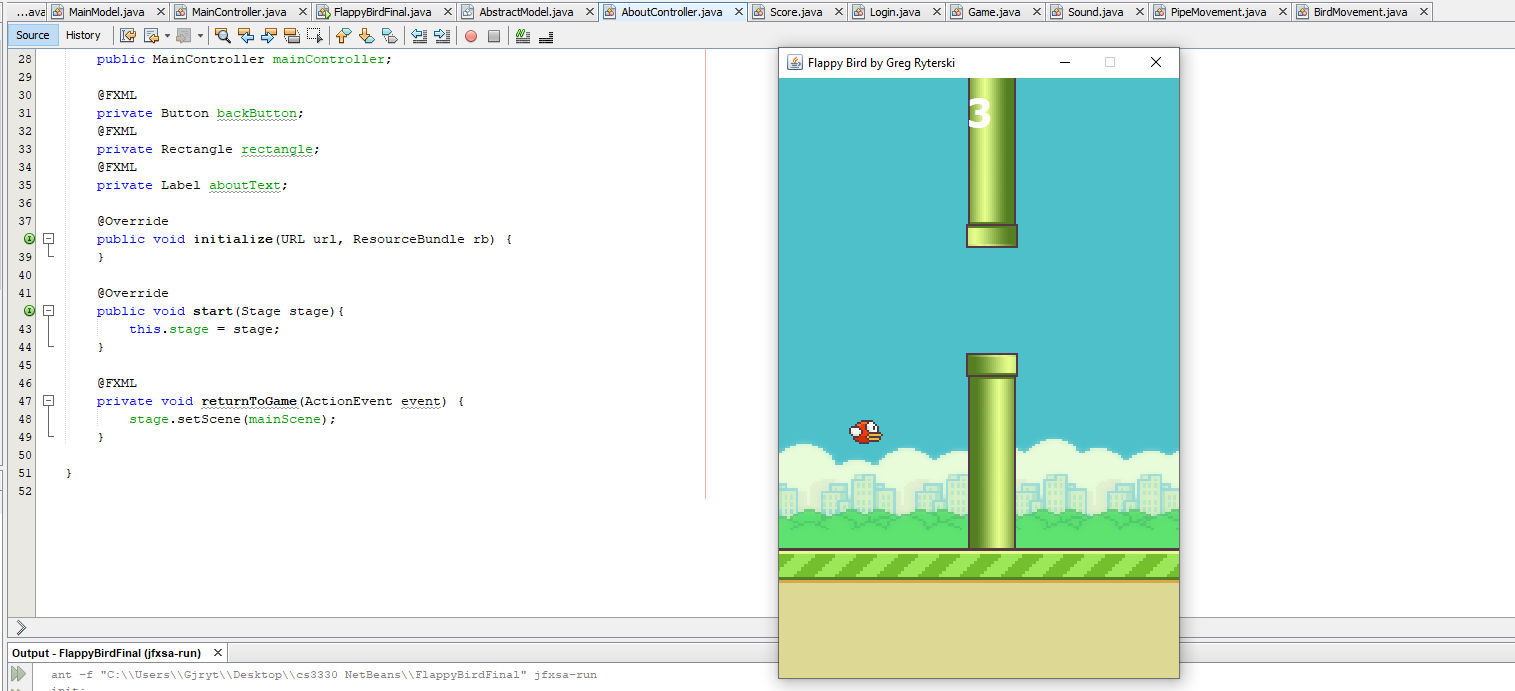 ...ava MainModel.java MainController.java FlappyBirdFinal.java AbstractModel.java AboutController.java Score.java Login.java Game.java Sound.java PipeMovement.java BirdMovement.java
Source History
28 public MainController mainController;
29
30 @FXML
31 private Button backButton;
32 @FXML
33 private Rectangle rectangle;
34 @FXML
35 private Label aboutText;
36
37 @Override
public void initialize(URL url, ResourceBundle rb) {
39 }
40
41 @Override
public void start(Stage stage){
43 this.stage = stage;
44 }
45
46 @FXML
47 private void returnToGame(ActionEvent event) {
48 stage.setScene(mainScene);
49 }
50
51 }
52
Flappy Bird by Greg Ryterski
3
Output - FlappyBirdFinal (jfxsa-run)
ant -f "C:\\Users\\Gjryt\\Desktop\\cs3330 NetBeans\\FlappyBirdFinal" jfxsa-run
init: